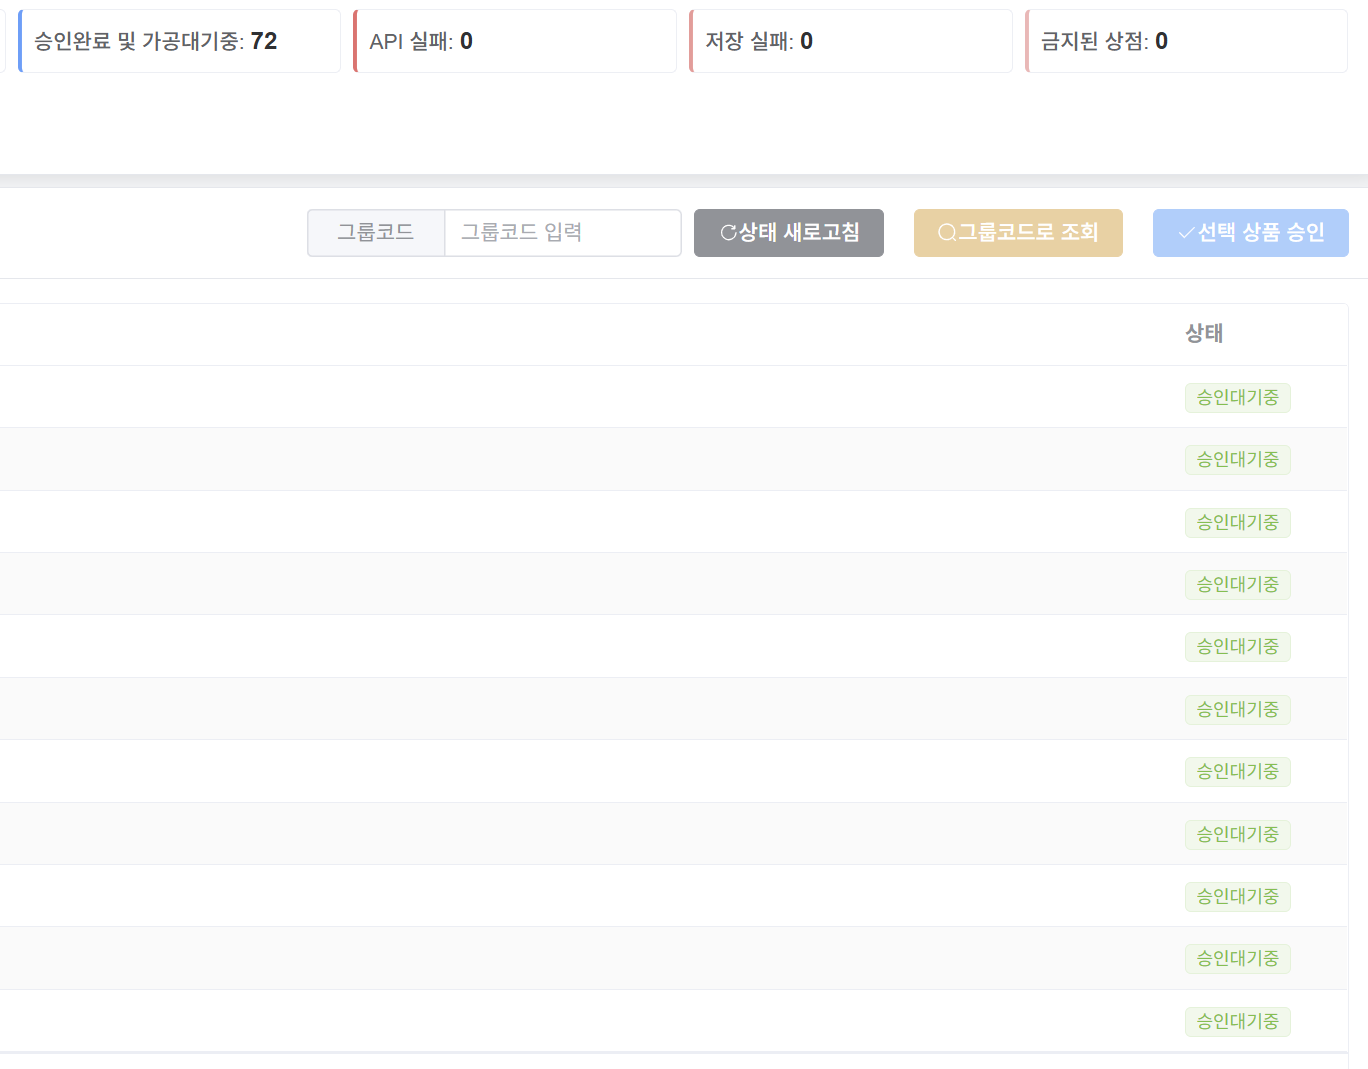 승인완료 및 가공대기중: 72
API 실패: 0
저장 실패: 0
금지된 상점: 0
그룹코드
그룹코드 입력
상태 새로고침
그룹코드로 조회
선택 상품 승인
상태
승인대기중
승인대기중
승인대기중
승인대기중
승인대기중
승인대기중
승인대기중
승인대기중
승인대기중
승인대기중
승인대기중